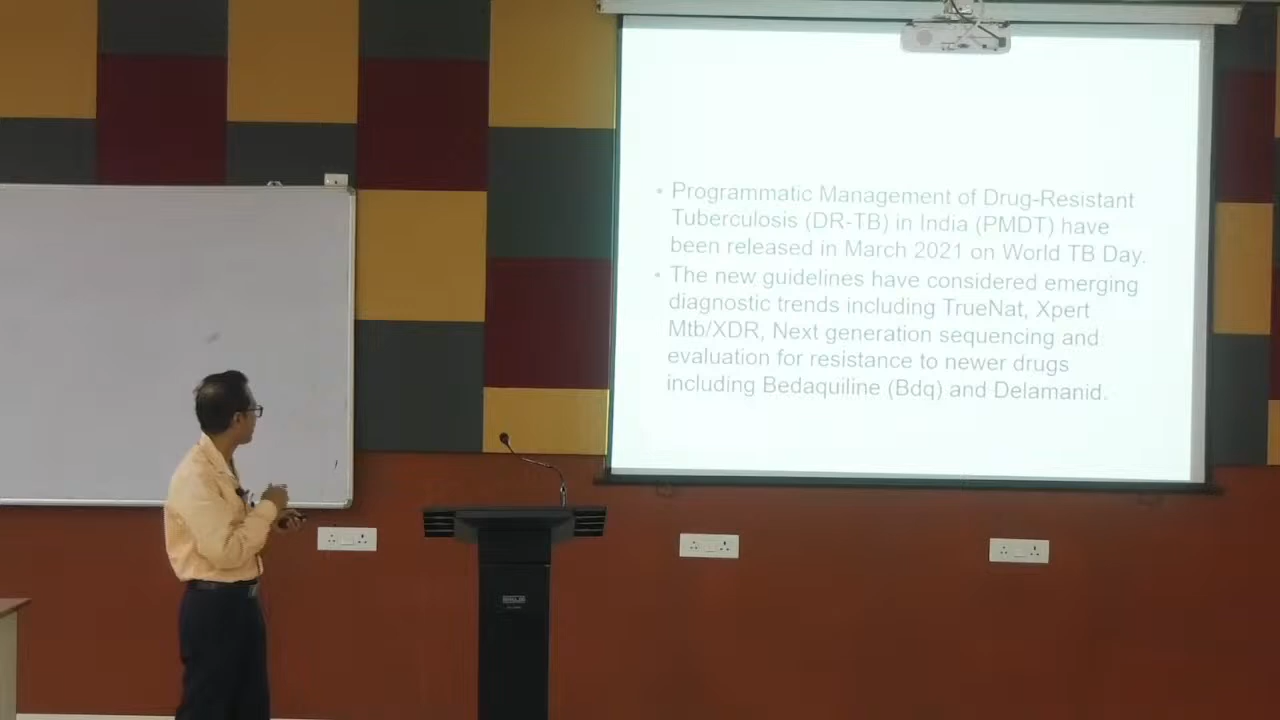 • Programmatic Management of Drug-Resistant
Tuberculosis (DR-TB) in India (PMDT) have
been released in March 2021 on World TB Day.
• The new guidelines have considered emerging
diagnostic trends including TrueNat, Xpert
Mtb/XDR, Next generation sequencing and
evaluation for resistance to newer drugs
including Bedaquiline (Bdq) and Delamanid.